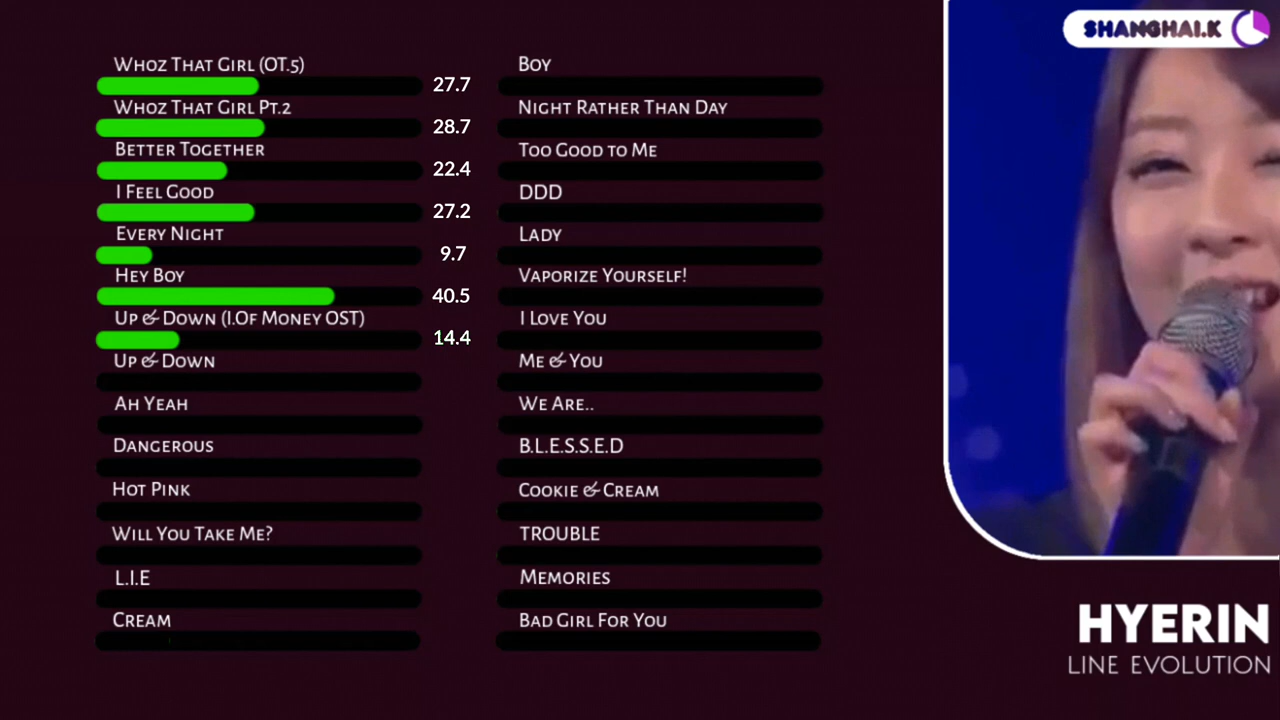 SHANGHAI.K
Whoz That Girl (OT.5)
27.7
Whoz That Girl Pt.2
28.7
Better Together
22.4
I Feel Good
27.2
Every Night
9.7
Hey Boy
40.5
Up & Down (I.Of Money OST)
14.4
Up & Down
Ah Yeah
Dangerous
Hot Pink
Will You Take Me?
L.I.E
Cream
Boy
Night Rather Than Day
Too Good to Me
DDD
Lady
Vaporize Yourself!
I Love You
Me & You
We Are..
B.L.E.S.S.E.D
Cookie & Cream
TROUBLE
Memories
Bad Girl For You
HYERIN
LINE EVOLUTION